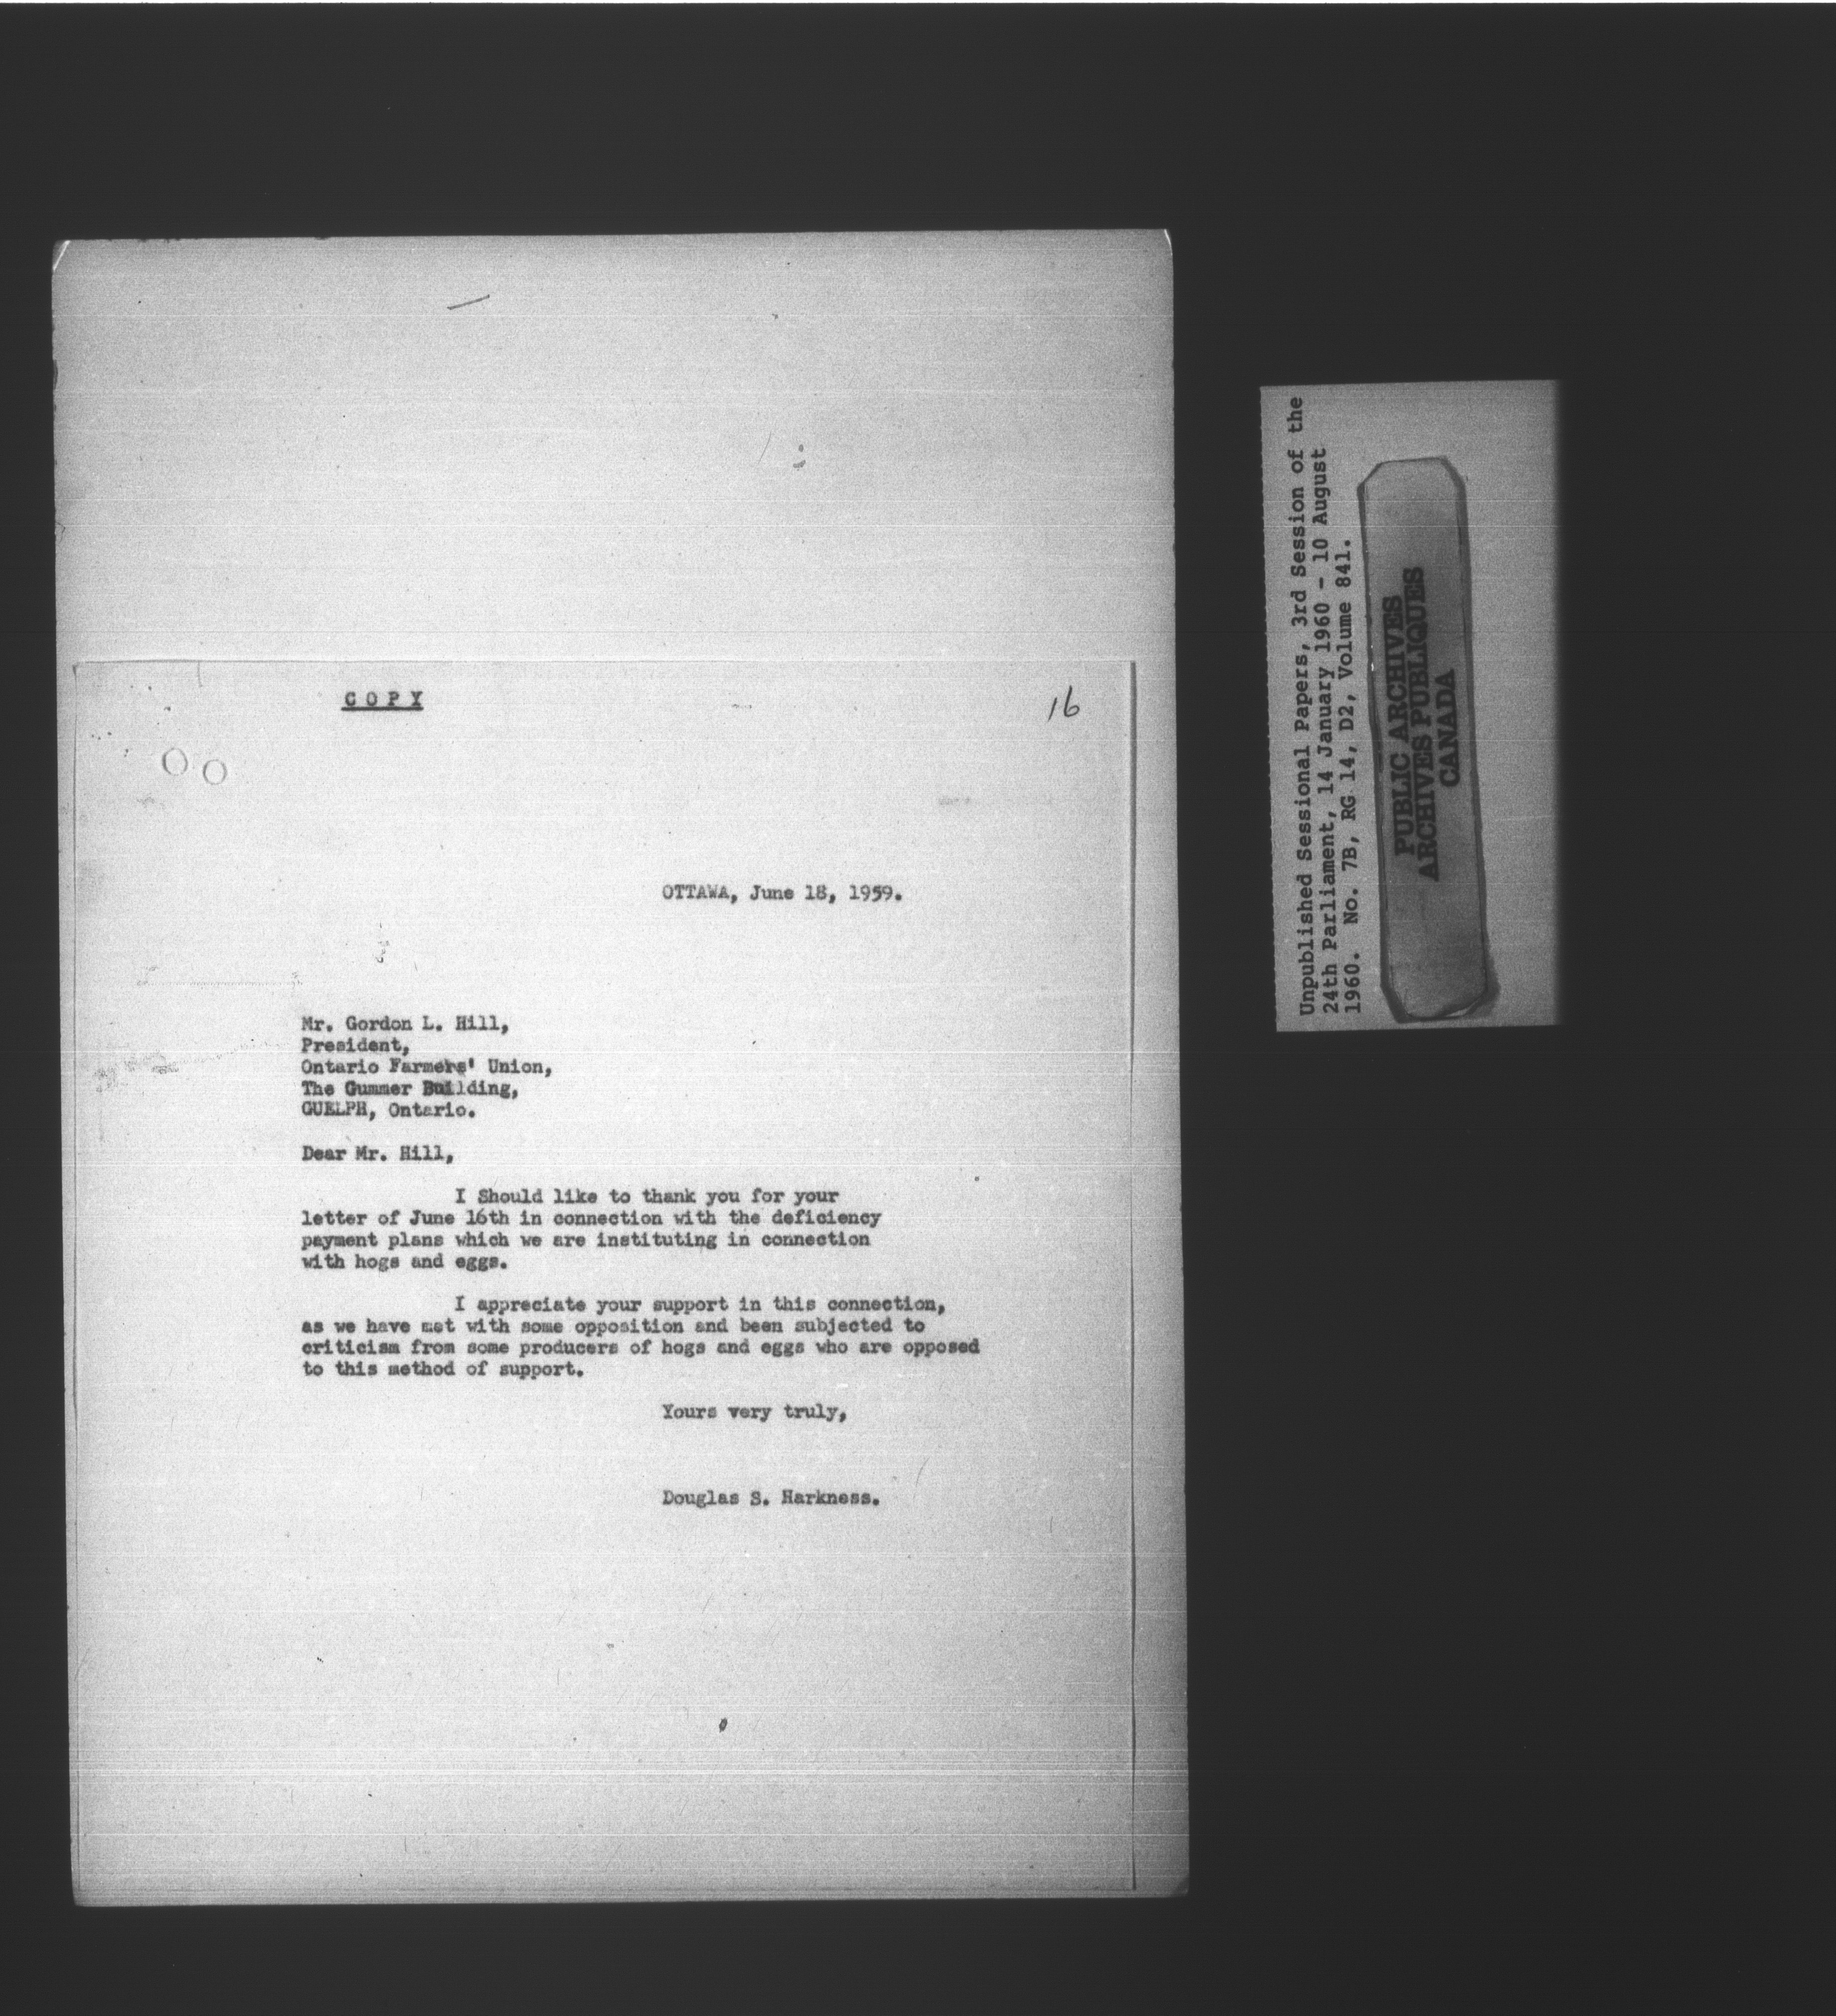 C O P Y
16
OTTAWA, June 18, 1959.
Mr. Gordon L. Hill,
President,
Ontario Farmers' Union,
The Gummer Building,
GUELPH, Ontario.
Dear Mr. Hill,
I Should like to thank you for your
letter of June 16th in connection with the deficiency
payment plans which we are instituting in connection
with hogs and eggs.
I appreciate your support in this connection,
as we have met with some opposition and been subjected to
criticism from some producers of hogs and eggs who are opposed
to this method of support.
Yours very truly,
Douglas S. Harkness.
Unpublished Sessional Papers, 3rd Session of the
24th Parliament, 14 January 1960 - 10 August
1960. No. 7B, RG 14, D2, Volume 841.
PUBLIC ARCHIVES
ARCHIVES PUBLIQUES
CANADA